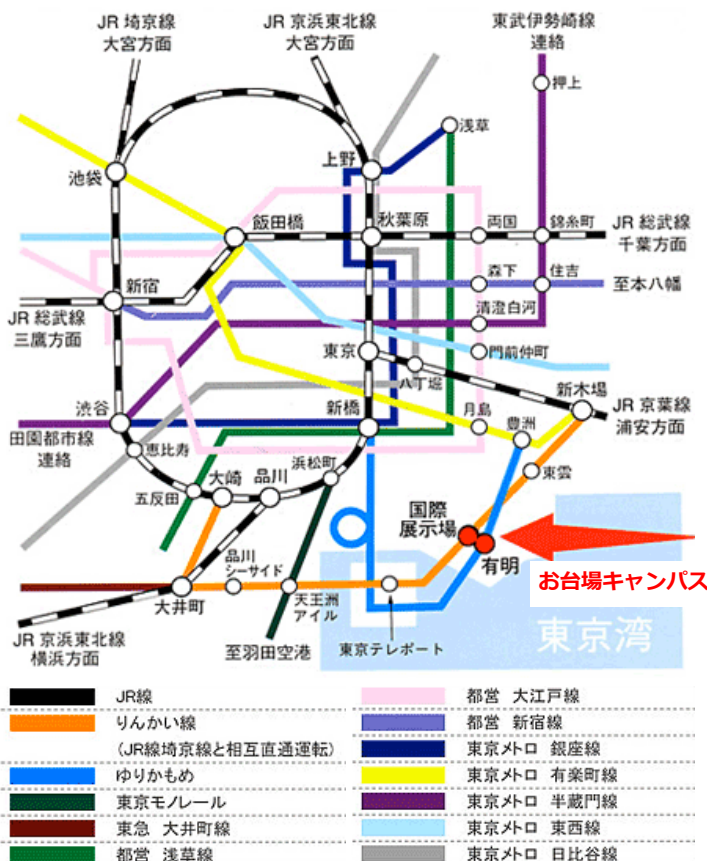 JR 埼京線
大宮方面
JR 京浜東北線
大宮方面
東武伊勢崎線
連絡
押上
浅草
上野
池袋
飯田橋
秋葉原
両国
錦糸町
JR 総武線
千葉方面
新宿
森下
住吉
至本八幡
JR 総武線
三鷹方面
清澄白河
東京
門前仲町
八丁堀
新木場
JR 京葉線
浦安方面
渋谷
新橋
月島
豊洲
田園都市線
連絡
恵比寿
浜松町
東雲
五反田
大崎
品川
国際
展示場
有明
お台場キャンパス
品川
シーサイド
大井町
天王洲
アイル
東京テレポート
東京湾
JR 京浜東北線
横浜方面
至羽田空港
JR線
りんかい線
(JR線埼京線と相互直通運転)
ゆりかもめ
東京モノレール
東急 大井町線
都営 浅草線
都営 大江戸線
都営 新宿線
東京メトロ 銀座線
東京メトロ 有楽町線
東京メトロ 半蔵門線
東京メトロ 東西線
東京メトロ 日比谷線